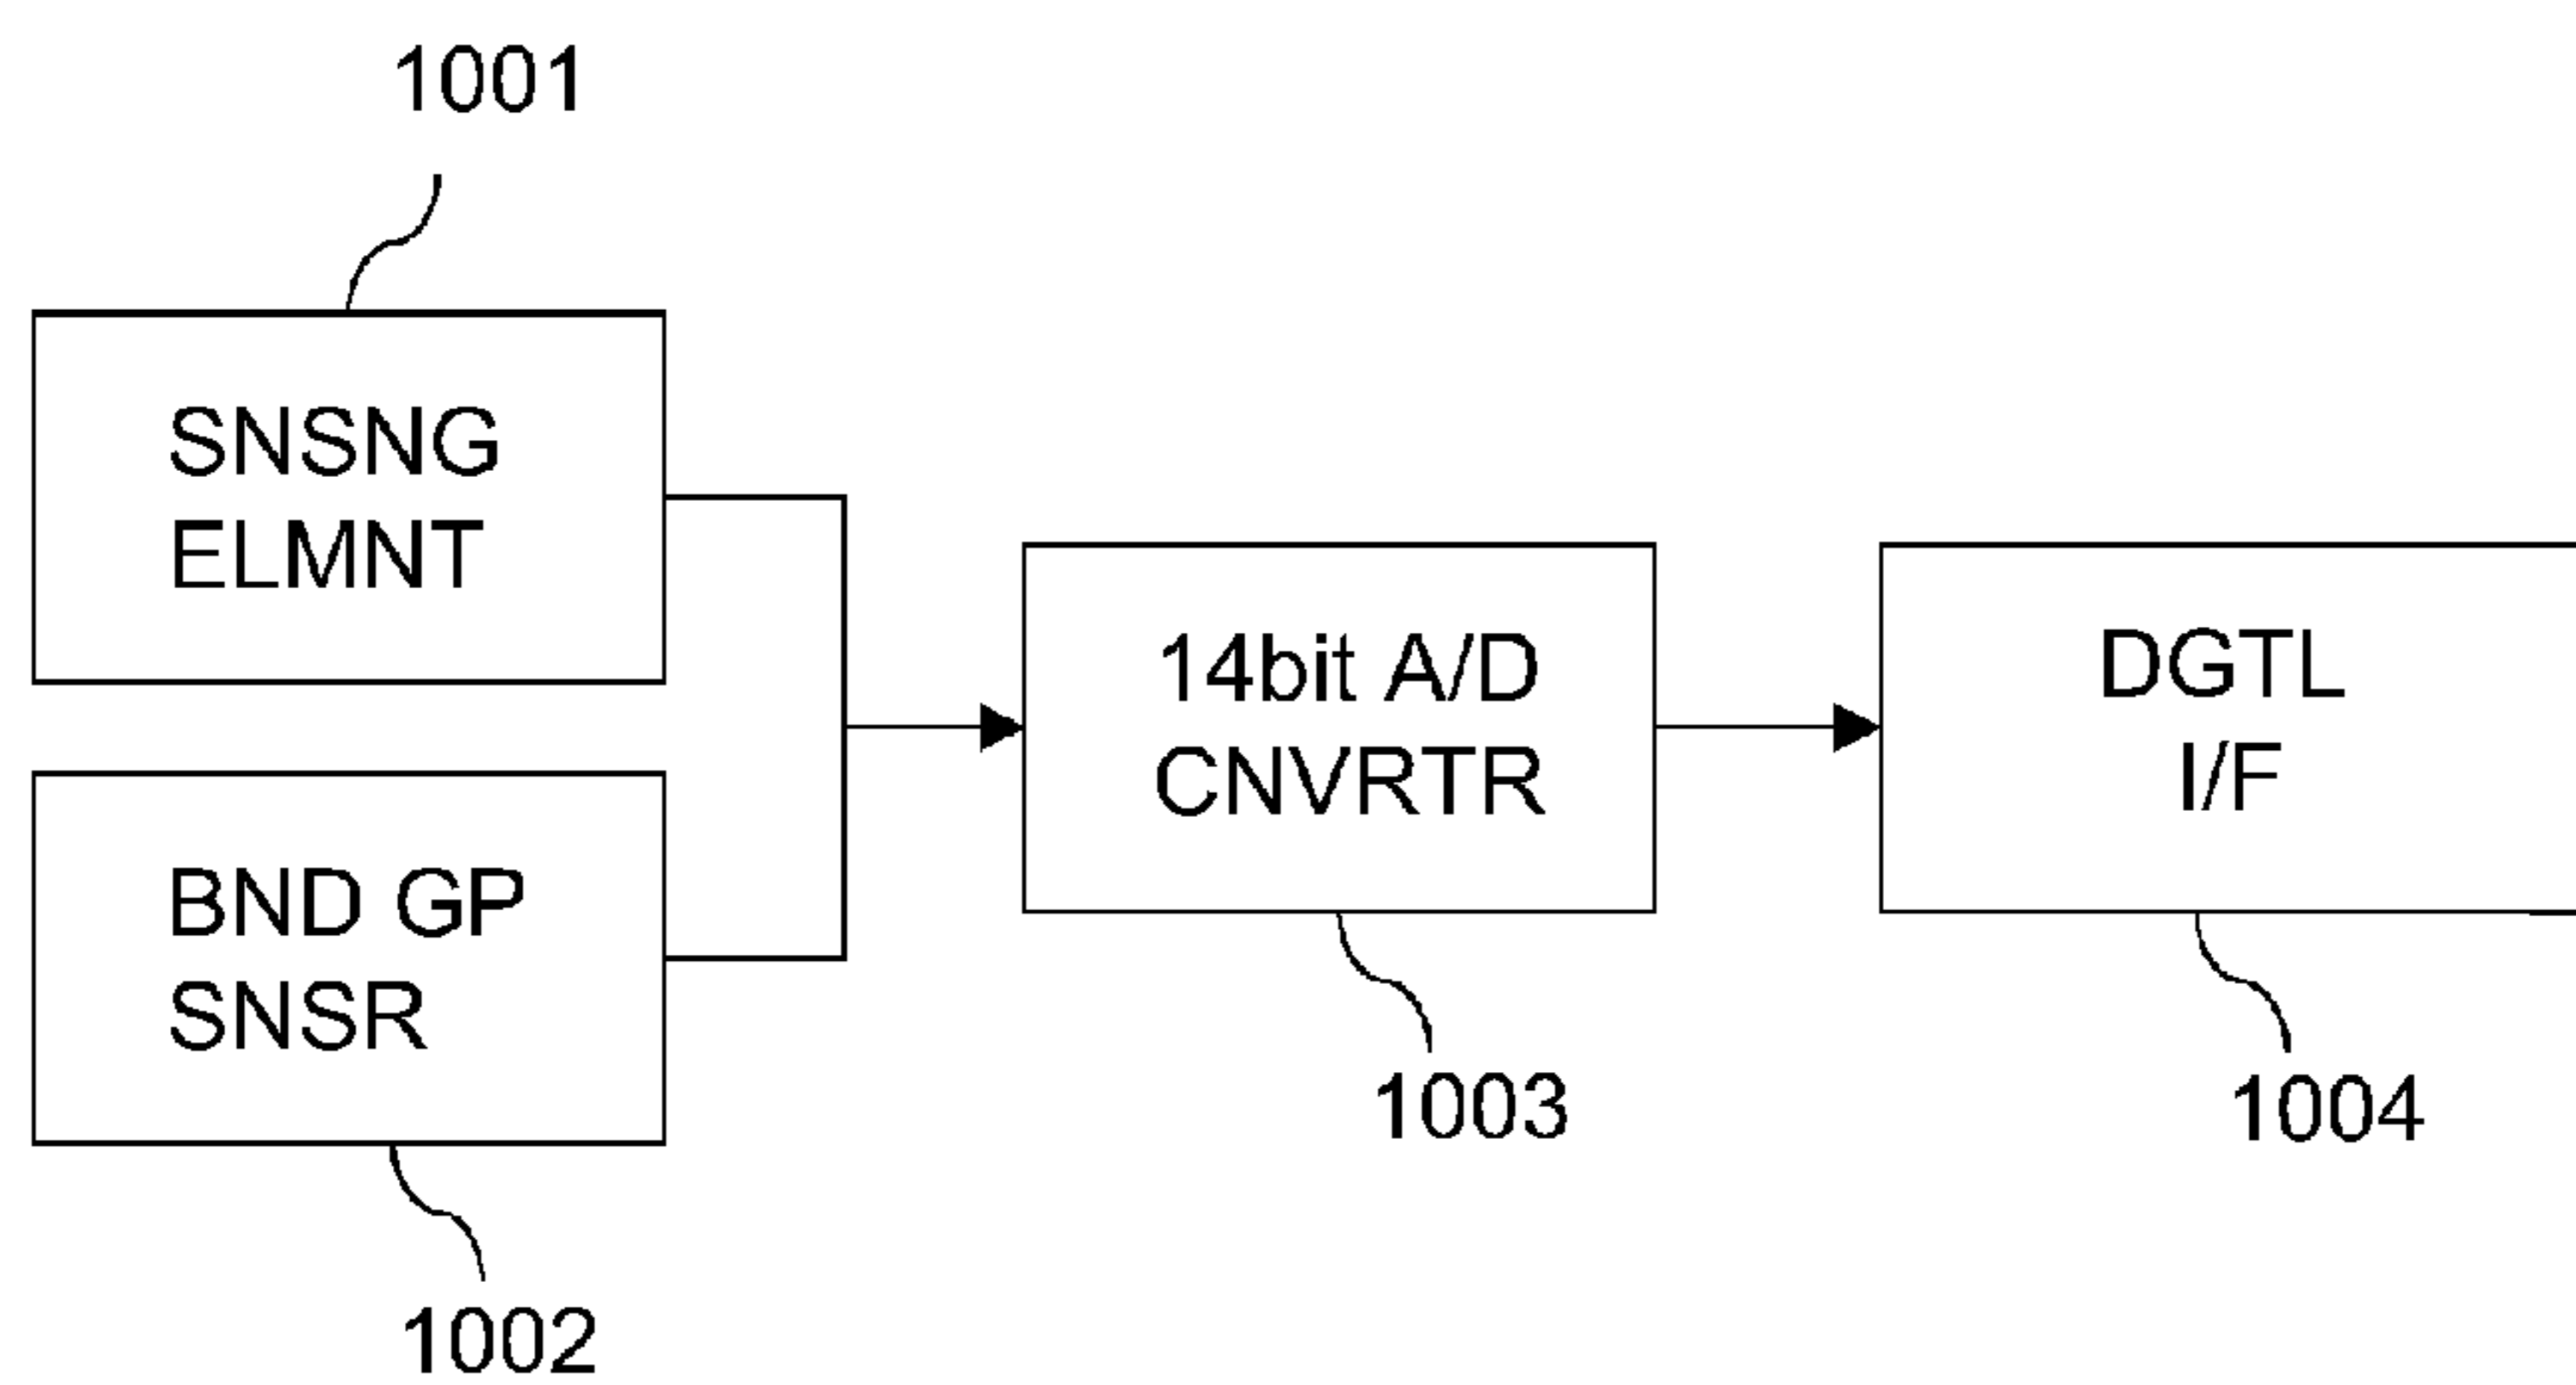 1001
SNSNG
ELMNT
BND GP
SNSR
1002
14bit A/D
CNVRTR
1003
DGTL
I/F
1004